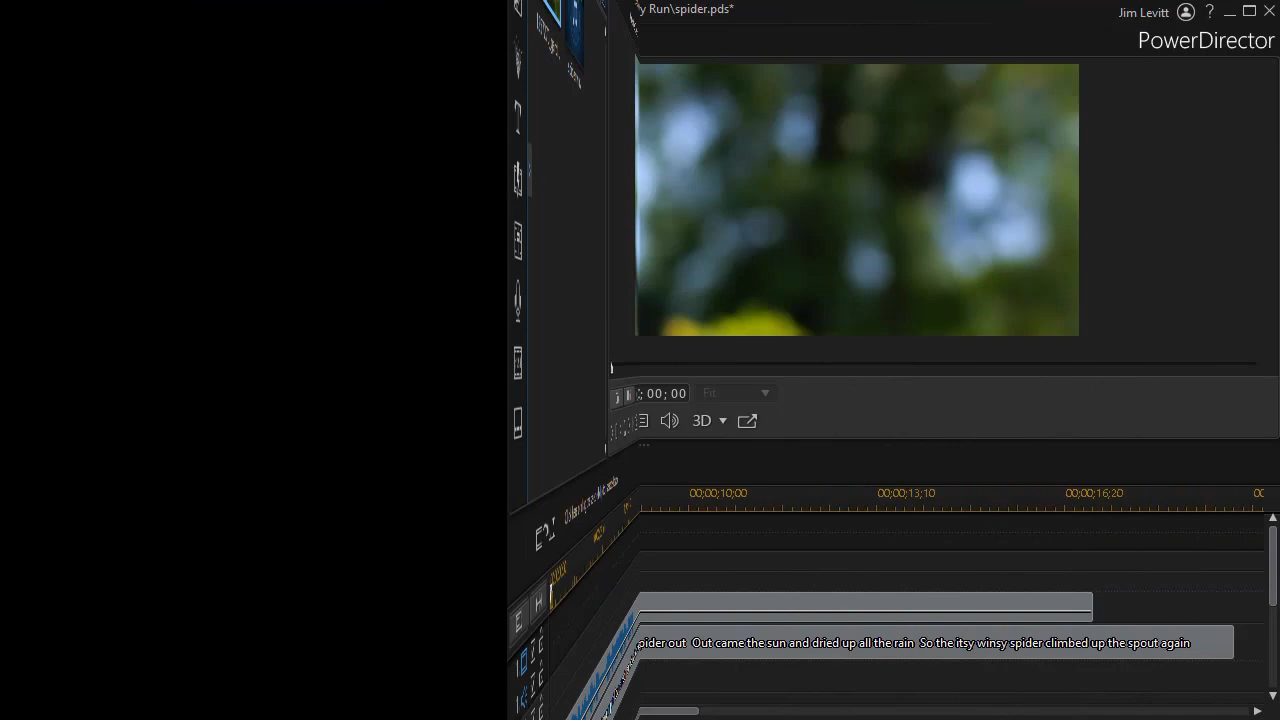 y Run\spider.pds*
Jim Levitt ?
PowerDirector
; 00; 00 Fit
3D
00;00;10;00 00;00;13;10 00;00;16;20 00
pider out Out came the sun and dried up all the rain So the itsy winsy spider climbed up the spout again